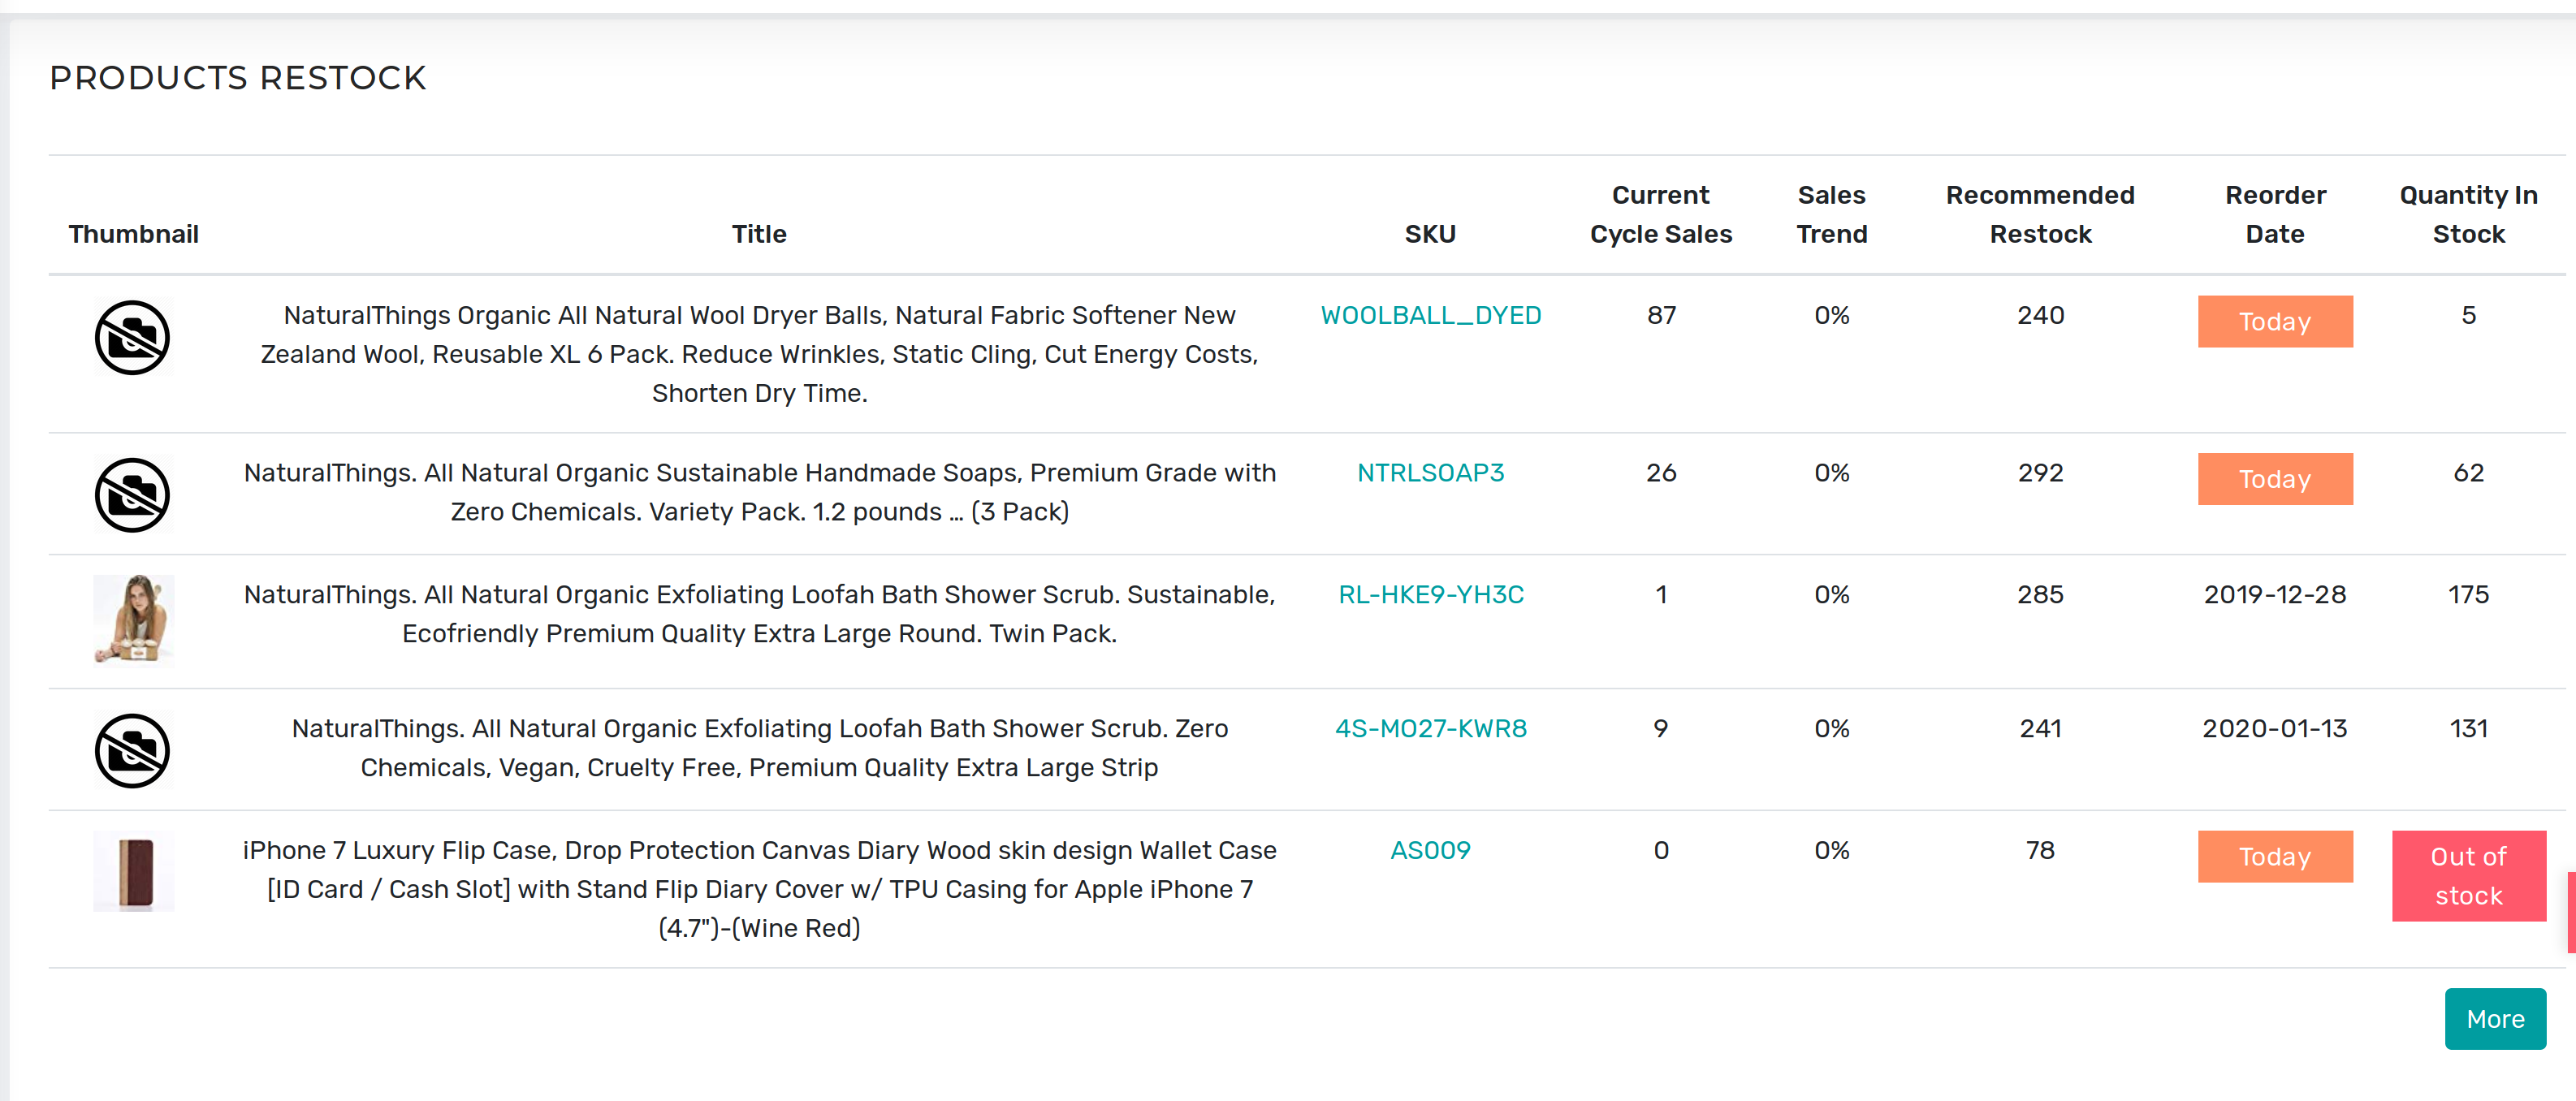 PRODUCTS RESTOCK
Thumbnail
Title
SKU
Current
Cycle Sales
Sales
Trend
Recommended
Restock
Reorder
Date
Quantity In
Stock
NaturalThings Organic All Natural Wool Dryer Balls, Natural Fabric Softener New
Zealand Wool, Reusable XL 6 Pack. Reduce Wrinkles, Static Cling, Cut Energy Costs,
Shorten Dry Time.
WOOLBALL_DYED
87
0%
240
Today
5
NaturalThings. All Natural Organic Sustainable Handmade Soaps, Premium Grade with
Zero Chemicals. Variety Pack. 1.2 pounds ... (3 Pack)
NTRLSOAP3
26
0%
292
Today
62
NaturalThings. All Natural Organic Exfoliating Loofah Bath Shower Scrub. Sustainable,
Ecofriendly Premium Quality Extra Large Round. Twin Pack.
RL-HKE9-YH3C
1
0%
285
2019-12-28
175
NaturalThings. All Natural Organic Exfoliating Loofah Bath Shower Scrub. Zero
Chemicals, Vegan, Cruelty Free, Premium Quality Extra Large Strip
4S-MO27-KWR8
9
0%
241
2020-01-13
131
iPhone 7 Luxury Flip Case, Drop Protection Canvas Diary Wood skin design Wallet Case
[ID Card / Cash Slot] with Stand Flip Diary Cover w/ TPU Casing for Apple iPhone 7
(4.7")-(Wine Red)
AS009
0
0%
78
Today
Out of
stock
More